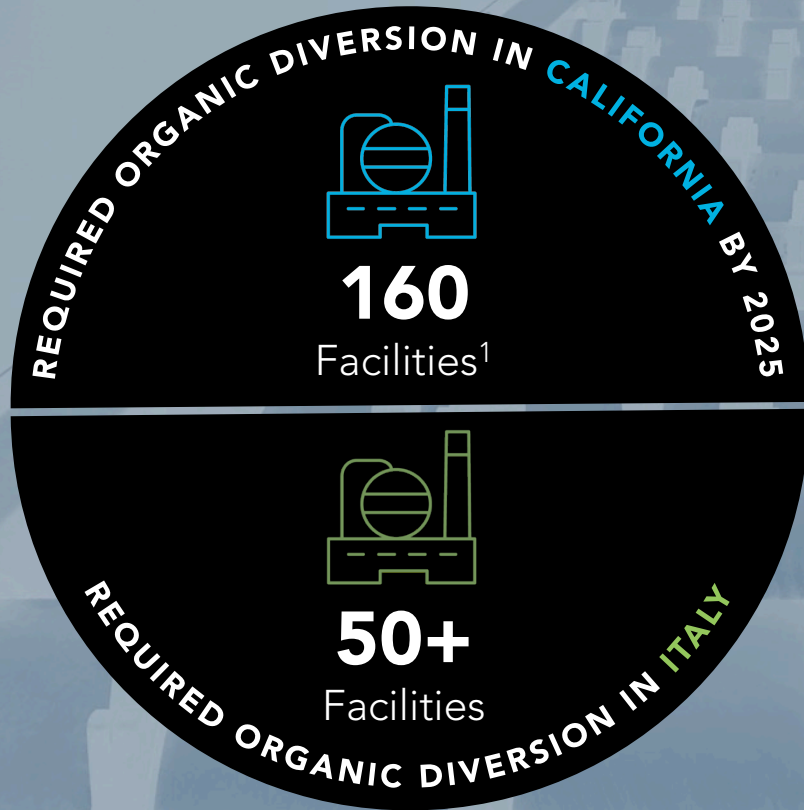 REQUIRED ORGANIC DIVERSION IN CALIFORNIA BY 2025
160
Facilities¹
50+
Facilities
REQUIRED ORGANIC DIVERSION IN ITALY